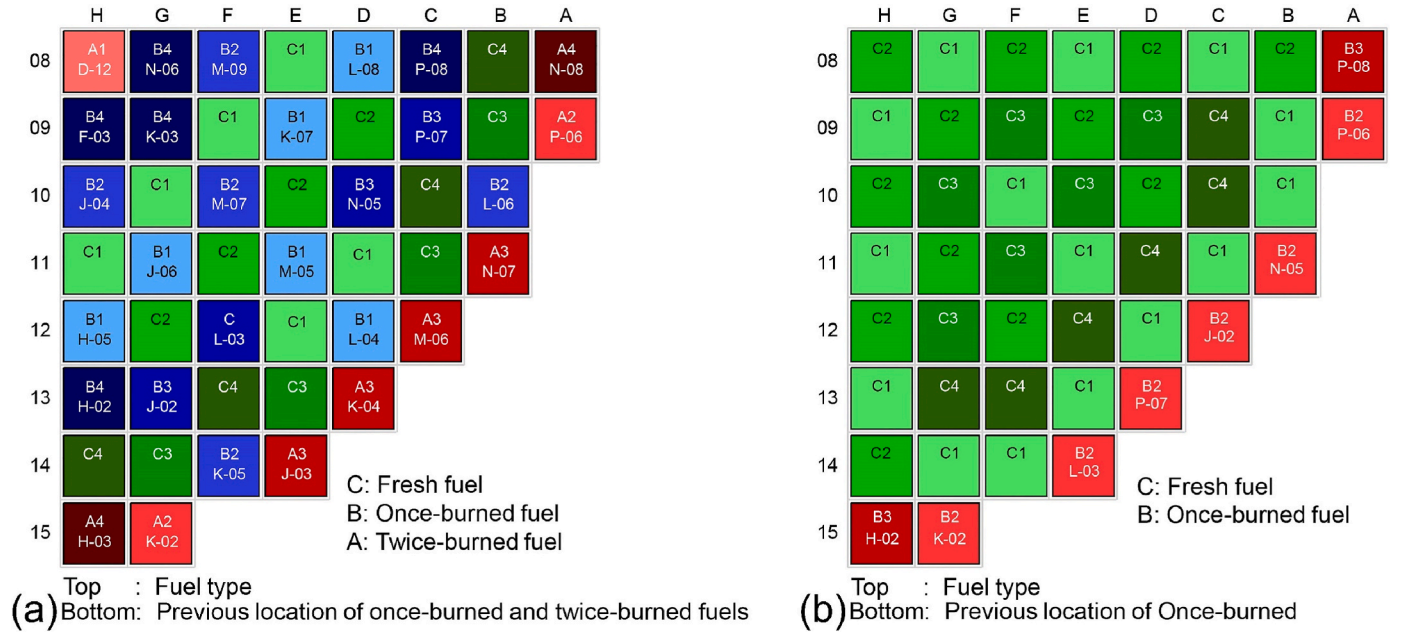 H G F E D C B A
08 A1 B4 B2 C1 B1 B4 C4 A4
D-12 N-06 M-09 L-08 P-08 N-08
09 B4 B4 C1 B1 C2 B3 C3 A2
F-03 K-03 K-07 P-07 P-06
10 B2 C1 B2 C2 B3 C4 B2
J-04 M-07 N-05 L-06
11 C1 B1 C2 B1 C1 C3 A3
J-06 M-05 N-07
12 B1 C2 C C1 B1 A3
H-05 L-03 L-04 M-06
13 B4 B3 C4 C3 A3
H-02 J-02 K-04
14 C4 C3 B2 A3
K-05 J-03
15 A4 A2
H-03 K-02
C: Fresh fuel
B: Once-burned fuel
A: Twice-burned fuel
Top : Fuel type
(a) Bottom: Previous location of once-burned and twice-burned fuels
H G F E D C B A
08 C2 C1 C2 C1 C2 C1 C2 B3
P-08
09 C1 C2 C3 C2 C3 C4 C1 B2
P-06
10 C2 C3 C1 C3 C2 C4 C1
11 C1 C2 C3 C1 C4 C1 B2
N-05
12 C2 C3 C2 C4 C1 B2
J-02
13 C1 C4 C4 C1 B2
P-07
14 C2 C1 C1 B2
L-03
15 B3 B2
H-02 K-02
C: Fresh fuel
B: Once-burned fuel
Top : Fuel type
(b) Bottom: Previous location of Once-burned